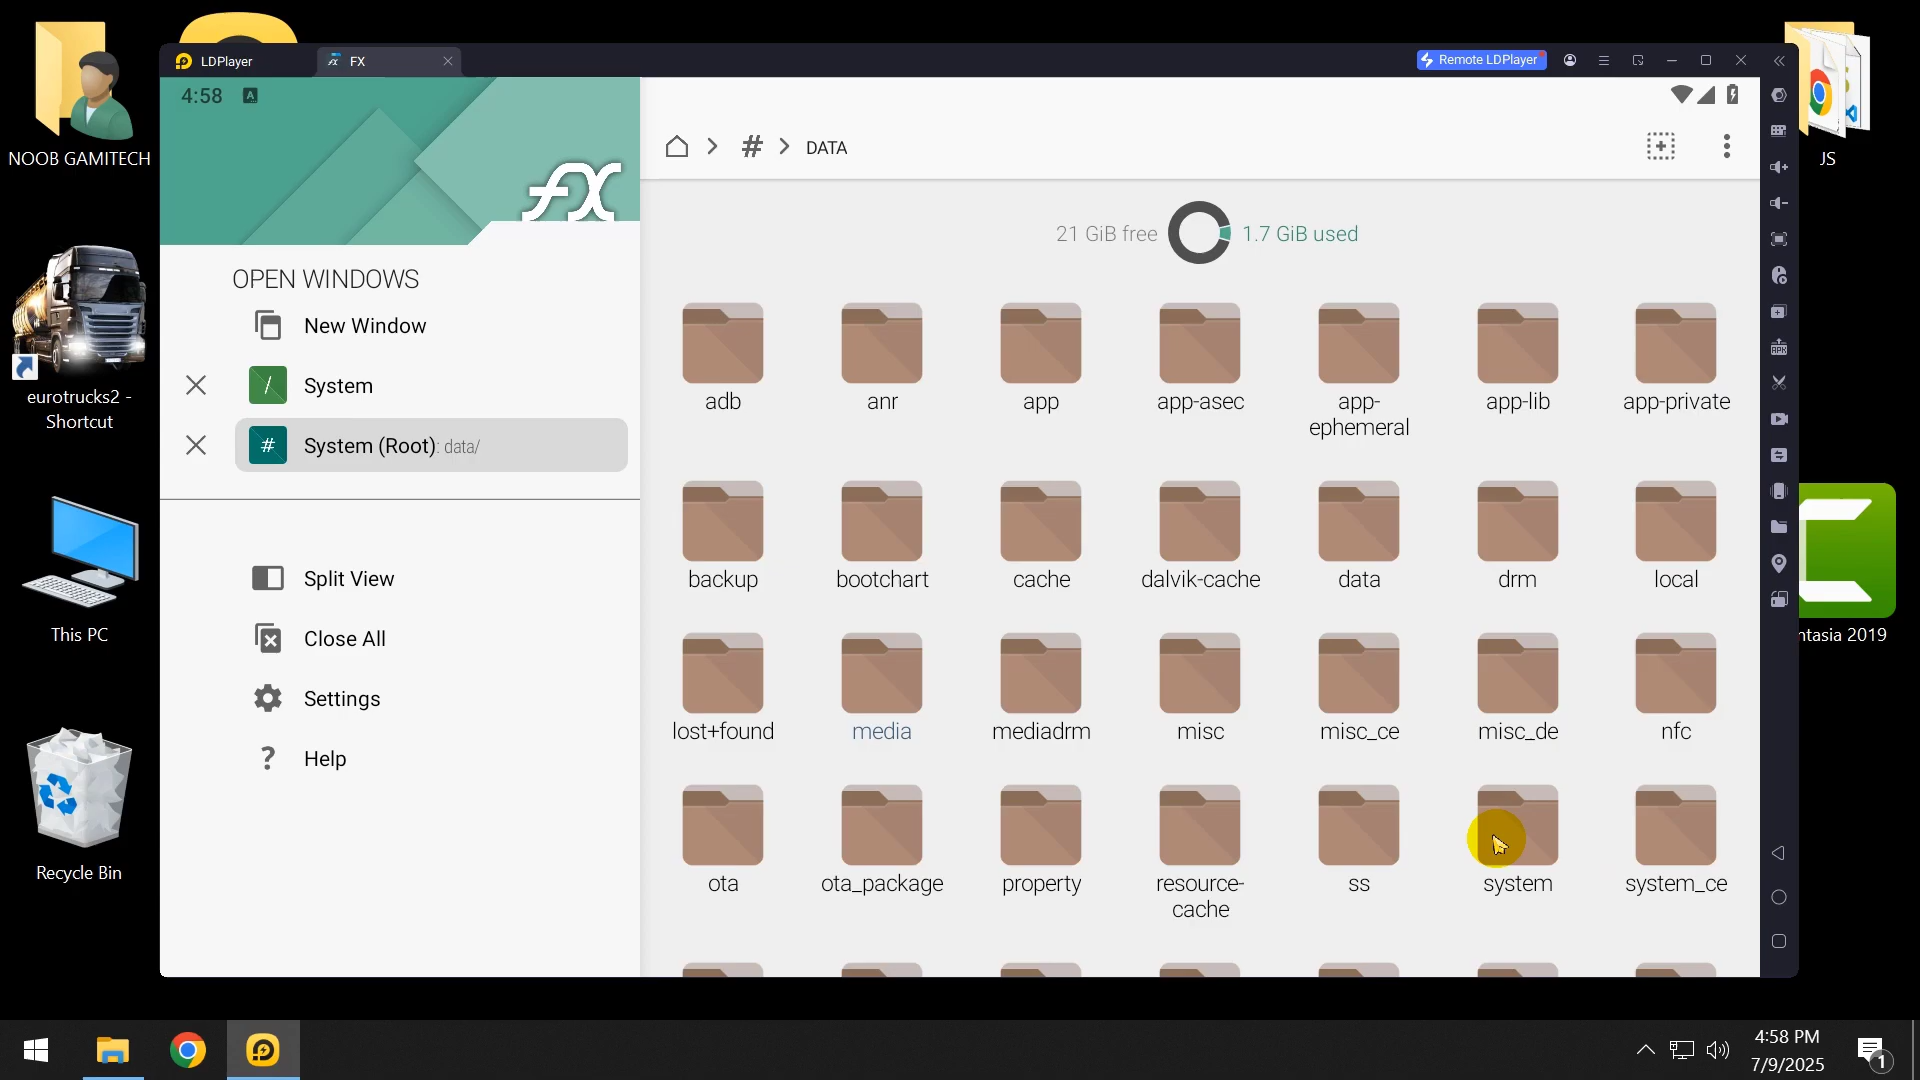 LDPlayer
FX
Remote LDPlayer
4:58
A
FX
DATA
21 GiB free
1.7 GiB used
OPEN WINDOWS
New Window
/ System
# System (Root): data/
Split View
Close All
Settings
? Help
adb
anr
app
app-asec
app-
ephemeral
app-lib
app-private
backup
bootchart
cache
dalvik-cache
data
drm
local
lost+found
media
mediadrm
misc
misc_ce
misc_de
nfc
ota
ota_package
property
resource-
cache
ss
system
system_ce
NOOB GAMITECH
eurotrucks2 -
Shortcut
This PC
Recycle Bin
JS
ntasia 2019
4:58 PM
7/9/2025
1